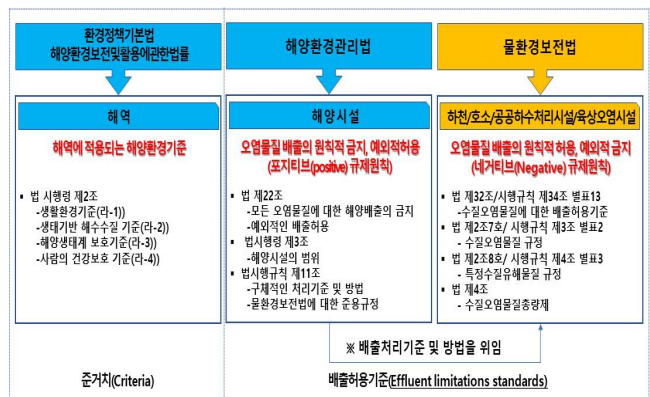 환경정책기본법
해양환경보전및활용에관한법률
해역
해역에 적용되는 해양환경기준
▪ 법 시행령 제2조
-생활환경기준(라-1))
-생태기반 해수수질 기준(라-2))
-해양생태계 보호기준(라-3))
-사람의 건강보호 기준(라-4))
준거치(Criteria)
해양환경관리법
해양시설
오염물질 배출의 원칙적 금지, 예외적허용
(포지티브(positive) 규제원칙)
▪ 법 제22조
-모든 오염물질에 대한 해양배출의 금지
-예외적인 배출허용
▪ 법시행령 제3조
-해양시설의 범위
▪ 법시행규칙 제11조
-구체적인 처리기준 및 방법
-물환경보전법에 대한 준용규정
물환경보전법
하천/호소/공공하수처리시설/육상오염시설
오염물질 배출의 원칙적 허용, 예외적 금지
(네거티브(Negative) 규제원칙)
▪ 법 제32조/시행규칙 제34조 별표13
-수질오염물질에 대한 배출허용기준
▪ 법 제2조7호/ 시행규칙 제3조 별표2
- 수질오염물질 규정
▪ 법 제2조8호/ 시행규칙 제4조 별표3
- 특정수질유해물질 규정
▪ 법 제4조
- 수질오염물질총량제
※ 배출처리기준 및 방법을 위임
배출허용기준(Effluent limitations standards)